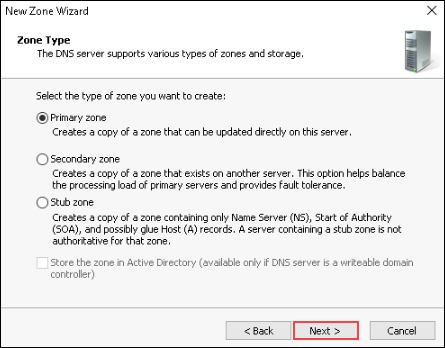 New Zone Wizard
Zone Type
The DNS server supports various types of zones and storage.
Select the type of zone you want to create:
Primary zone
Creates a copy of a zone that can be updated directly on this server.
Secondary zone
Creates a copy of a zone that exists on another server. This option helps balance
the processing load of primary servers and provides fault tolerance.
Stub zone
Creates a copy of a zone containing only Name Server (NS), Start of Authority
(SOA), and possibly glue Host (A) records. A server containing a stub zone is not
authoritative for that zone.
Store the zone in Active Directory (available only if DNS server is a writeable domain
controller)
< Back
Next >
Cancel